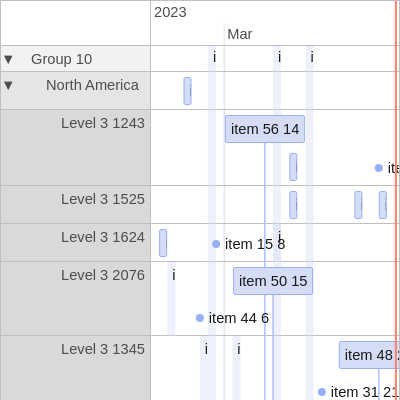 2023
Mar
▼ Group 10 i i i
▼ North America i
Level 3 1243 item 56 14
i ite
Level 3 1525 i i i
Level 3 1624 item 15 8 i
Level 3 2076 i item 50 15
item 44 6
Level 3 1345 i i item 48 2
item 31 21